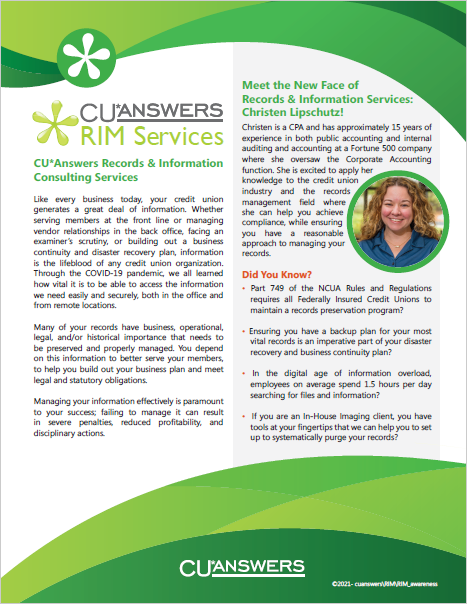 CU*ANSWERS
RIM Services
CU*Answers Records & Information
Consulting Services
Like every business today, your credit union
generates a great deal of information. Whether
serving members at the front line or managing
vendor relationships in the back office, facing an
examiner's scrutiny, or building out a business
continuity and disaster recovery plan, information
is the lifeblood of any credit union organization.
Through the COVID-19 pandemic, we all learned
how vital it is to be able to access the information
we need easily and securely, both in the office and
from remote locations.
Many of your records have business, operational,
legal, and/or historical importance that needs to
be preserved and properly managed. You depend
on this information to better serve your members,
to help you build out your business plan and meet
legal and statutory obligations.
Managing your information effectively is paramount
to your success; failing to manage it can result
in severe penalties, reduced profitability, and
disciplinary actions.
Meet the New Face of
Records & Information Services:
Christen Lipschutz!
Christen is a CPA and has approximately 15 years of
experience in both public accounting and internal
auditing and accounting at a Fortune 500 company
where she oversaw the Corporate Accounting
function. She is excited to apply her
knowledge to the credit union
industry and the records
management field where
she can help you achieve
compliance, while ensuring
you have a reasonable
approach to managing your
records.
Did You Know?
• Part 749 of the NCUA Rules and Regulations
requires all Federally Insured Credit Unions to
maintain a records preservation program?
• Ensuring you have a backup plan for your most
vital records is an imperative part of your disaster
recovery and business continuity plan?
• In the digital age of information overload,
employees on average spend 1.5 hours per day
searching for files and information?
• If you are an In-House Imaging client, you have
tools at your fingertips that we can help you to set
up to systematically purge your records?
CU*ANSWERS
©2021- cuanswers\RIM\RIM_awareness